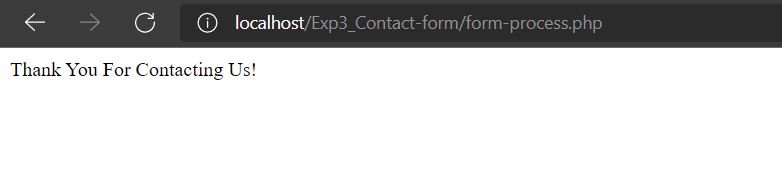 localhost/Exp3_Contact-form/form-process.php
Thank You For Contacting Us!